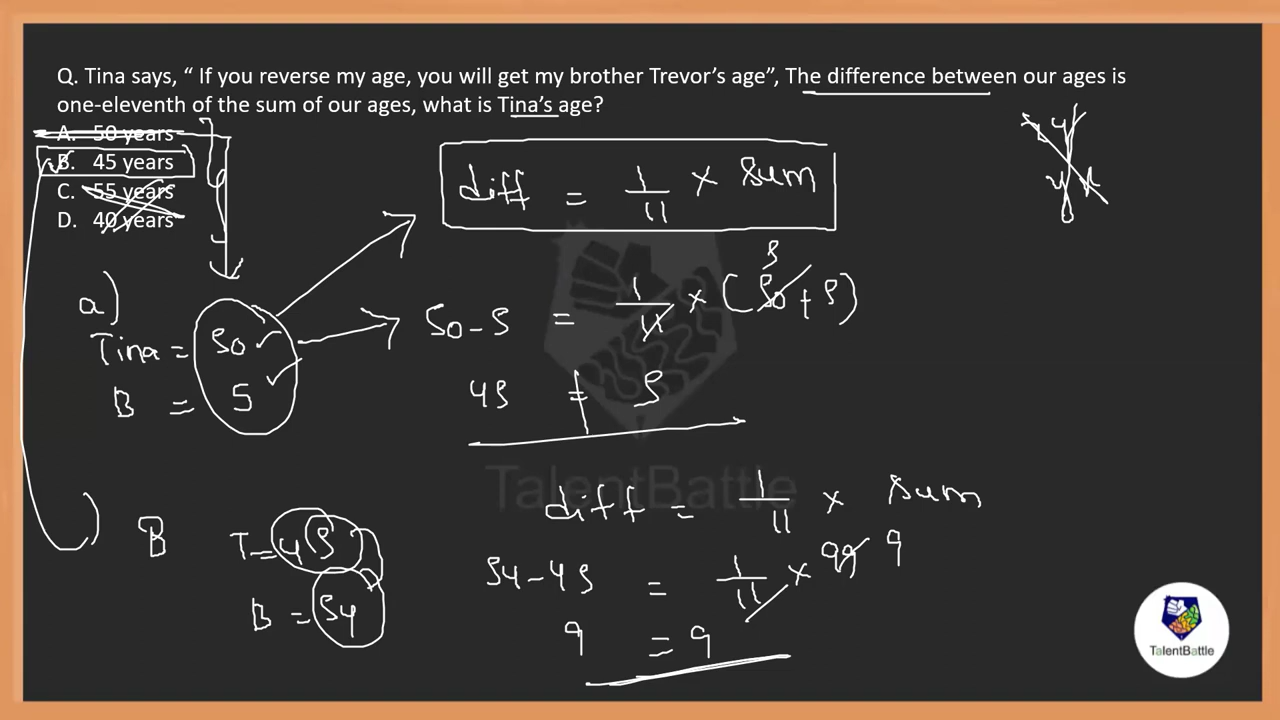 Q. Tina says, “ If you reverse my age, you will get my brother Trevor’s age”, The difference between our ages is
one-eleventh of the sum of our ages, what is Tina’s age?
A. 50 years
B. 45 years
C. 55 years
D. 40 years
diff = 1/11 × sum
a)
Tina = 50
B = 5
50 - 5 = 1/11 × (50 + 5)
5
45 = 5
TalentBattle
diff = 1/11 × sum
B T = 45
B = 54
54 - 45 = 1/11 × 99 9
9 = 9
TalentBattle